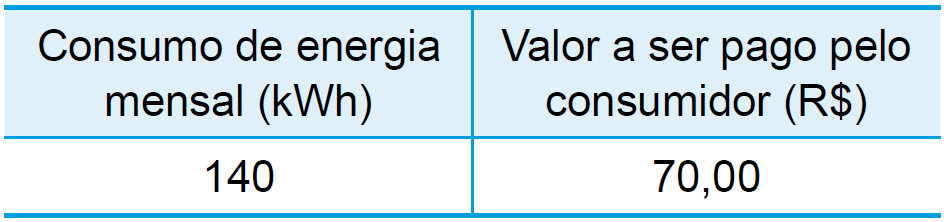 Consumo de energia
mensal (kWh)
Valor a ser pago pelo
consumidor (R$)
140
70,00